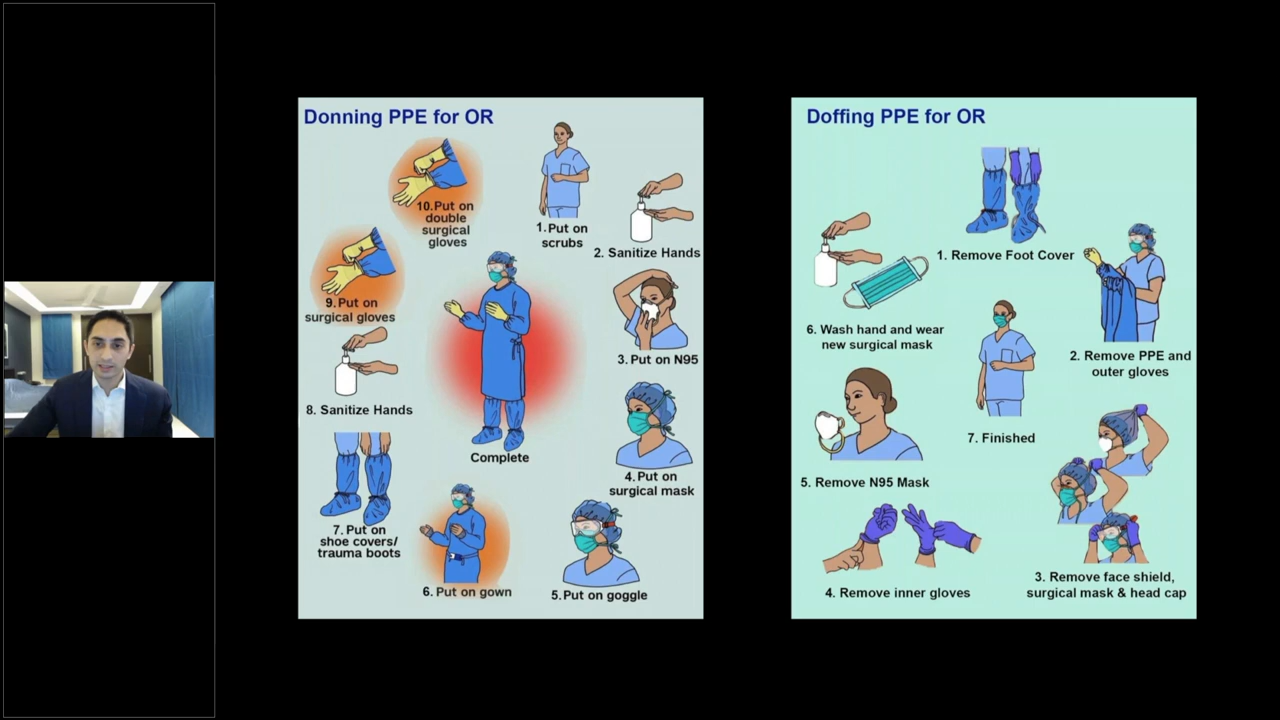 Donning PPE for OR
1. Put on
scrubs
2. Sanitize Hands
3. Put on N95
4. Put on
surgical mask
5. Put on goggle
6. Put on gown
7. Put on
shoe covers/
trauma boots
8. Sanitize Hands
9. Put on
surgical gloves
10. Put on
double
surgical
gloves
Complete
Doffing PPE for OR
1. Remove Foot Cover
2. Remove PPE and
outer gloves
3. Remove face shield,
surgical mask & head cap
4. Remove inner gloves
5. Remove N95 Mask
6. Wash hand and wear
new surgical mask
7. Finished